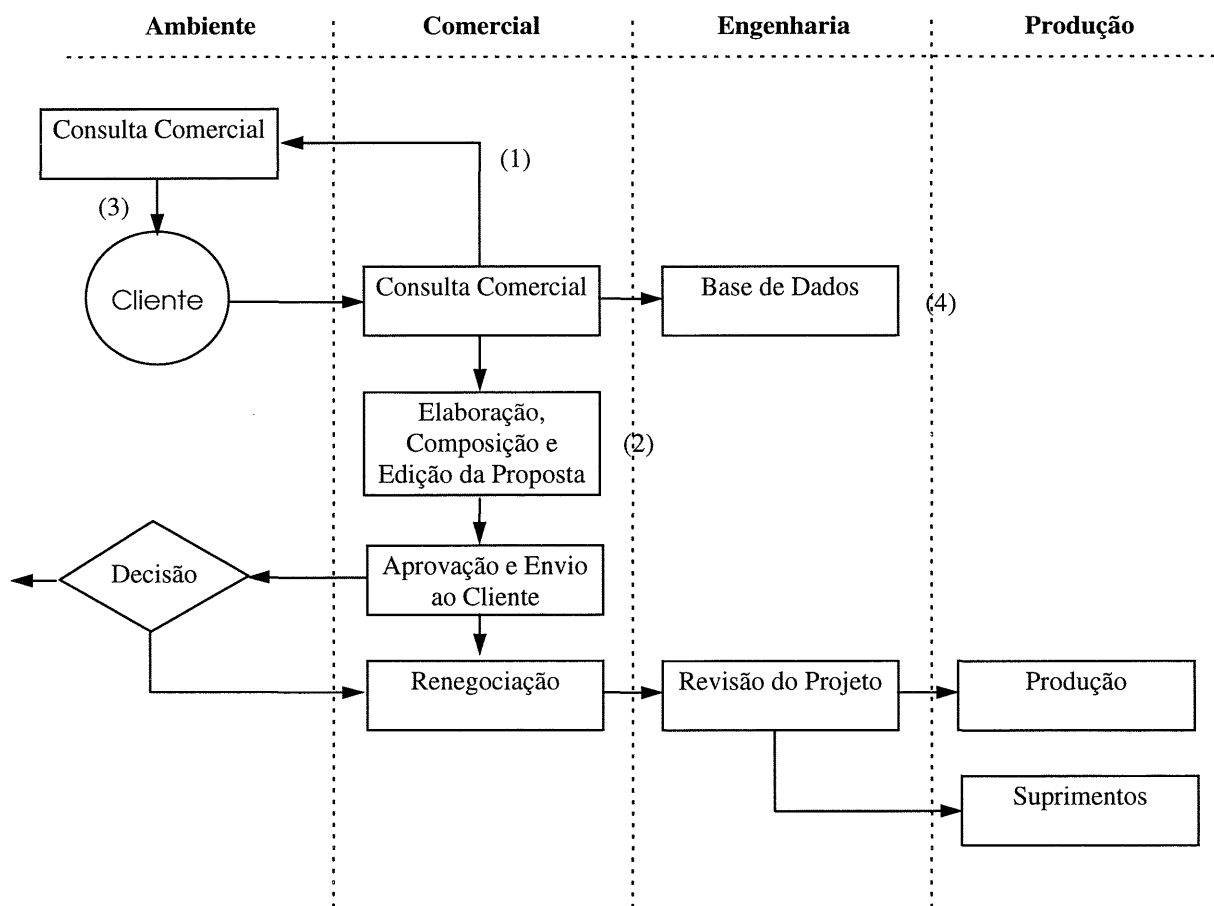 Ambiente
Comercial
Engenharia
Produção
Consulta Comercial
(1)
(3)
Cliente
Consulta Comercial
Base de Dados
(4)
Elaboração,
Composição e
Edição da Proposta
(2)
Decisão
Aprovação e Envio
ao Cliente
Renegociação
Revisão do Projeto
Produção
Suprimentos